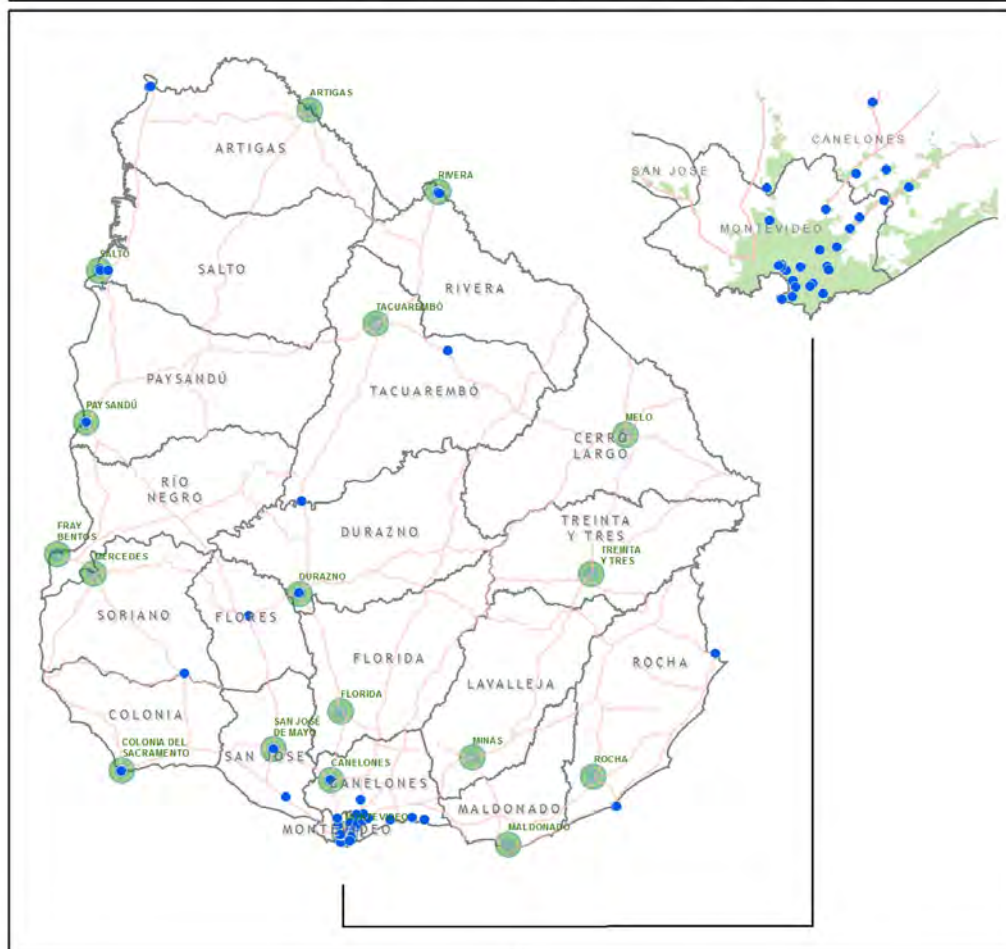 ARTIGAS
ARTIGAS
CANELONES
SAN JOSÉ
MONTEVIDEO
RIVERA
SALTO
SALTO
RIVERA
TACUAREMBÓ
PAYSANDÚ
TACUAREMBÓ
PAYSANDÚ
MELO
CERRO
LARGO
RÍO
NEGRO
FRAY
BENTOS
DURAZNO
TREINTA
Y TRES
MERCEDES
TREINTA
Y TRES
DURAZNO
SORIANO
FLORES
FLORIDA
ROCHA
LAVALLEJA
FLORIDA
COLONIA
SAN JOSÉ
DE MAYO
COLONIA DEL
SACRAMENTO
SAN JOSÉ
MINAS
CANELONES
ROCHA
CANELONES
MALDONADO
MONTEVIDEO
MONTEVIDEO
MALDONADO